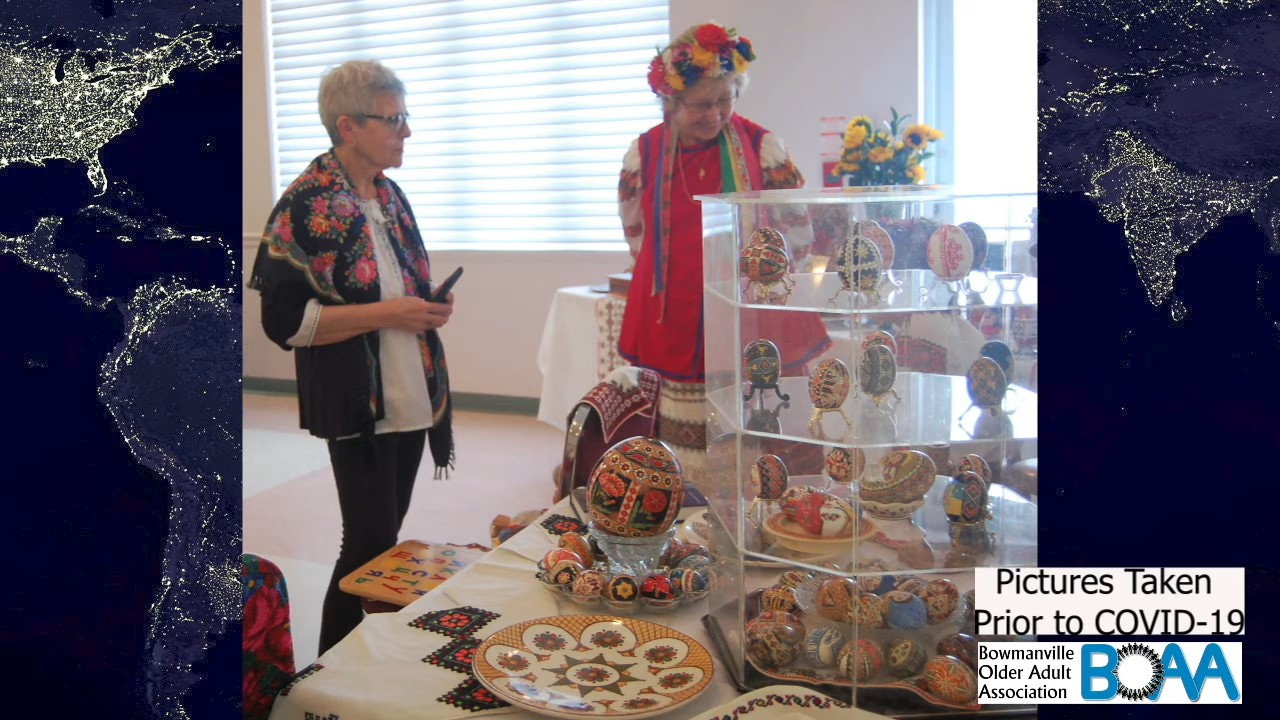 Pictures Taken
Prior to COVID-19
Bowmanville
Older Adult
Association
BOAA